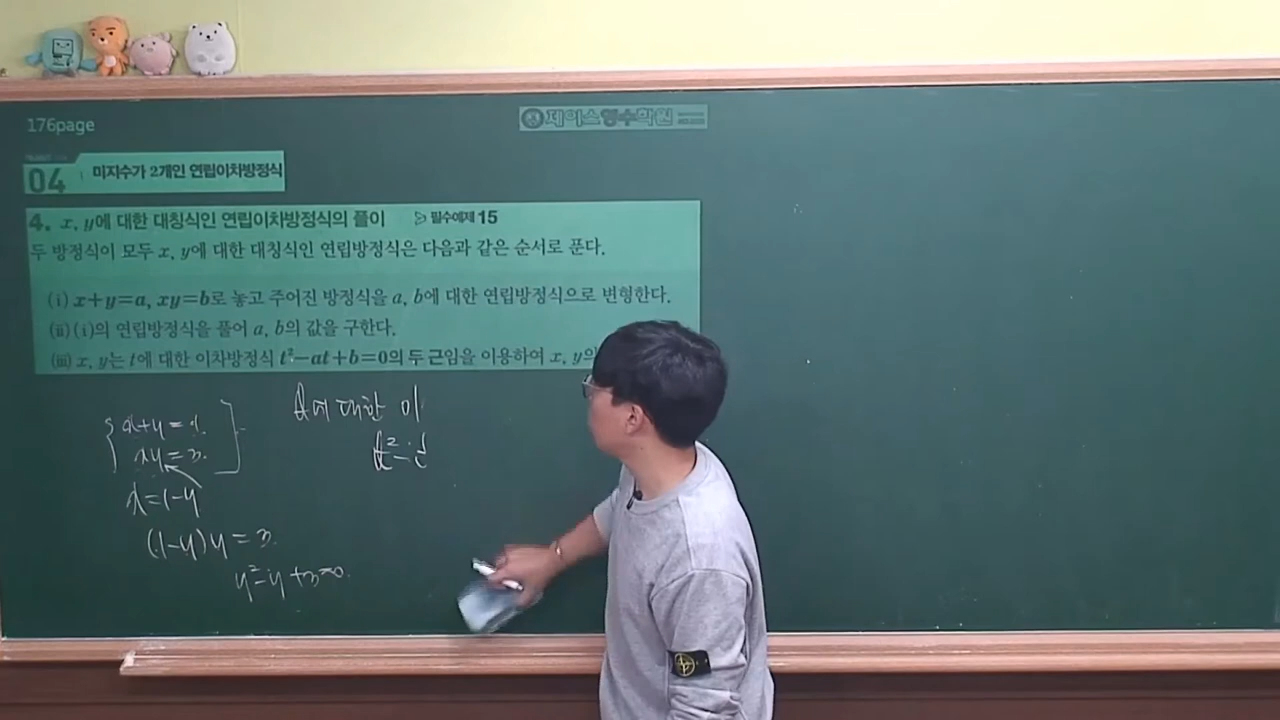 176page
제이스영수학원
04 미지수가 2개인 연립이차방정식
4. x, y에 대한 대칭식인 연립이차방정식의 풀이 ▷ 필수예제 15
두 방정식이 모두 x, y에 대한 대칭식인 연립방정식은 다음과 같은 순서로 푼다.
(i) x+y=a, xy=b로 놓고 주어진 방정식을 a, b에 대한 연립방정식으로 변형한다.
(ii) (i)의 연립방정식을 풀어 a, b의 값을 구한다.
(iii) x, y는 t에 대한 이차방정식 t²-at+b=0의 두 근임을 이용하여 x, y의
x+y=1.
xy=3.
x=1-y
(1-y)y=3.
y²-y+3=0.
t에 대한 이
t²-t